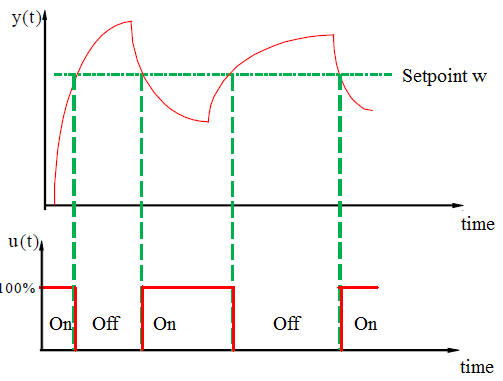 y(t)
Setpoint w
time
u(t)
100%
On Off On Off On
time